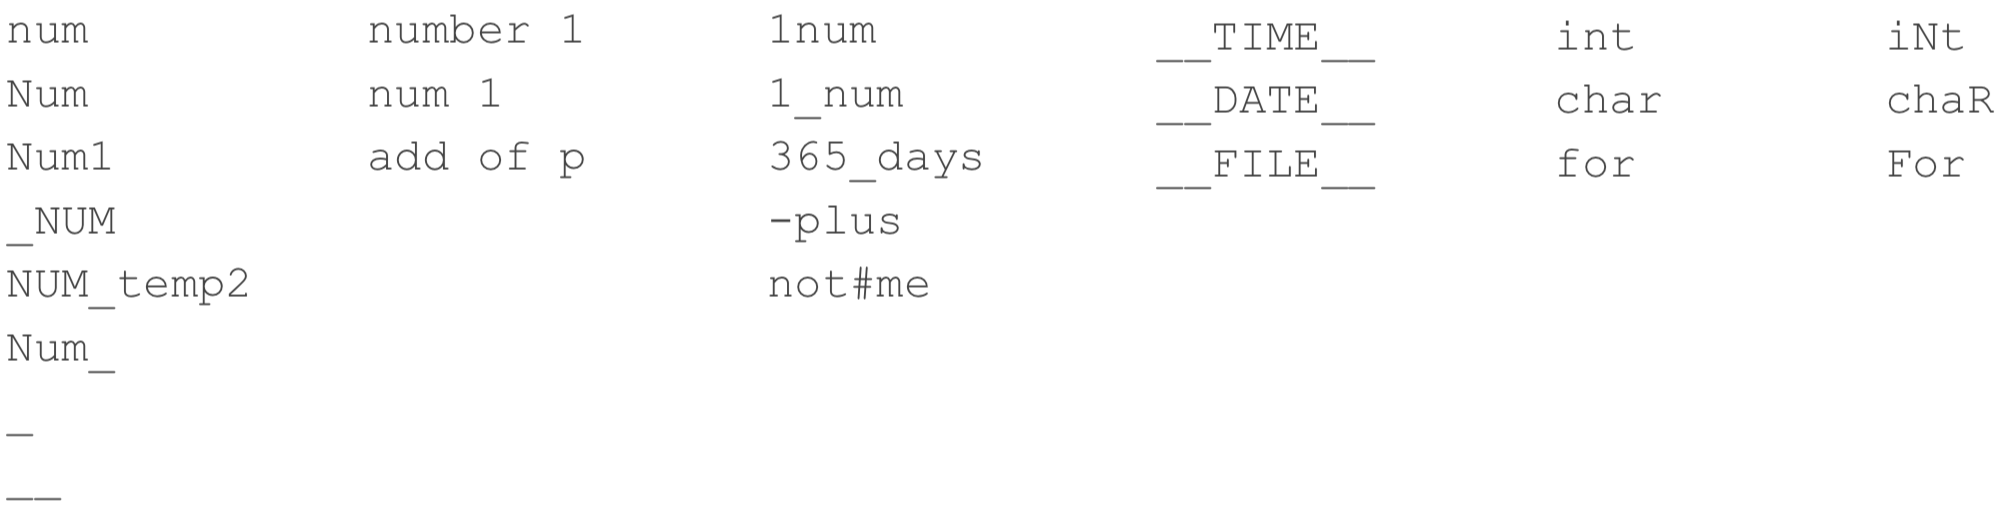 num number 1 1num __TIME__ int iNt
Num num 1 1_num __DATE__ char chaR
Num1 add of p 365_days __FILE__ for For
_NUM -plus
NUM_temp2 not#me
Num_
_
__